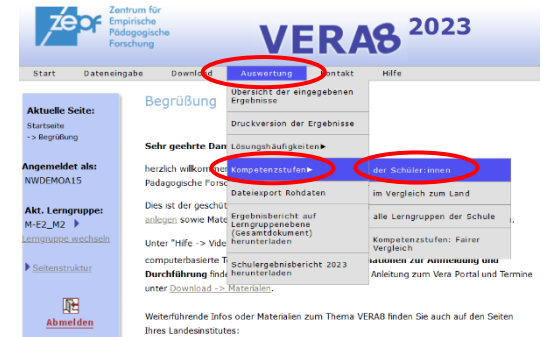 zepf
Zentrum für
Empirische
Pädagogische
Forschung
VERA8 2023
Start Dateneingabe Download Auswertung Kontakt Hilfe
Aktuelle Seite:
Startseite
-> Begrüßung
Angemeldet als:
NWDEMOA15
Akt. Lerngruppe:
M-E2_M2
Lerngruppe wechseln
Seitenstruktur
Abmelden
Begrüßung
Übersicht der eingegebenen
Ergebnisse
Druckversion der Ergebnisse
Lösungshäufigkeiten▶
Kompetenzstufen▶
Dateiexport Rohdaten
Ergebnisbericht auf
Lerngruppenebene
(Gesamtdokument)
herunterladen
Schulergebnisbericht 2023
herunterladen
der Schüler:innen
im Vergleich zum Land
alle Lerngruppen der Schule
Kompetenzstufen: Fairer
Vergleich
Sehr geehrte Dam
herzlich willkommen
Pädagogische Forsc
Dies ist der geschüt
anlegen sowie Mate
Unter "Hilfe -> Vide
computerbasierte T ationen zur Anmeldung und
Durchführung finde Anleitung zum Vera Portal und Termine
unter Download -> Materialen.
Weiterführende Infos oder Materialien zum Thema VERA8 finden Sie auch auf den Seiten
Ihres Landesinstitutes: